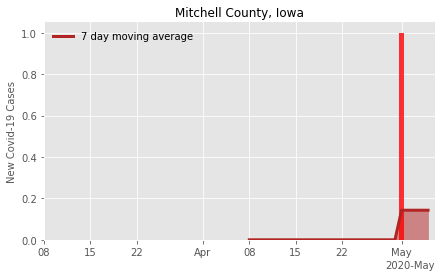 Mitchell County, Iowa
7 day moving average
New Covid-19 Cases
1.0
0.8
0.6
0.4
0.2
0.0
08 15 22 Apr 08 15 22 May
2020-May